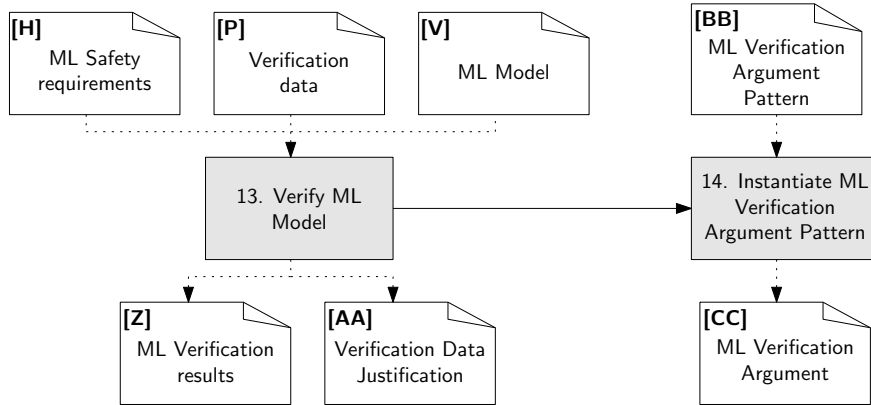 [H]
ML Safety
requirements
[P]
Verification
data
[V]
ML Model
[BB]
ML Verification
Argument
Pattern
13. Verify ML
Model
14. Instantiate ML
Verification
Argument Pattern
[Z]
ML Verification
results
[AA]
Verification Data
Justification
[CC]
ML Verification
Argument